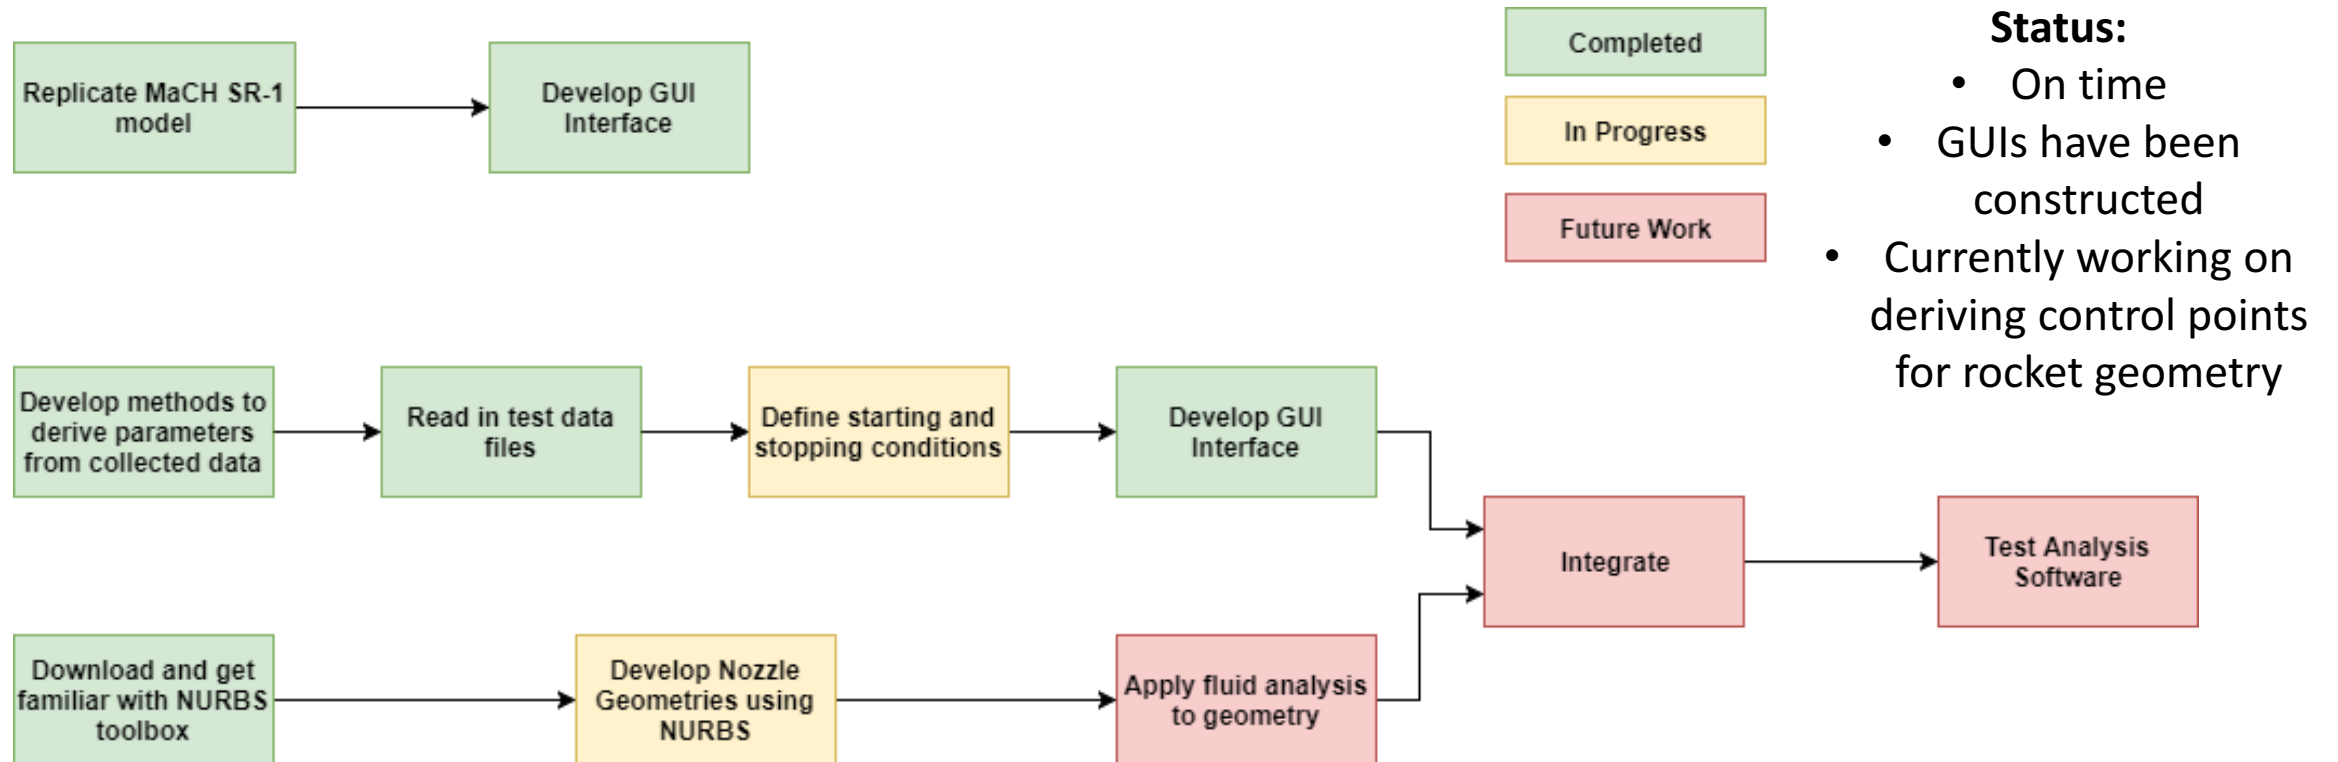 Replicate MaCH SR-1
model
Develop GUI
Interface
Completed
In Progress
Future Work
Status:
• On time
• GUIs have been
constructed
• Currently working on
deriving control points
for rocket geometry
Develop methods to
derive parameters
from collected data
Read in test data
files
Define starting and
stopping conditions
Develop GUI
Interface
Integrate
Test Analysis
Software
Download and get
familiar with NURBS
toolbox
Develop Nozzle
Geometries using
NURBS
Apply fluid analysis
to geometry